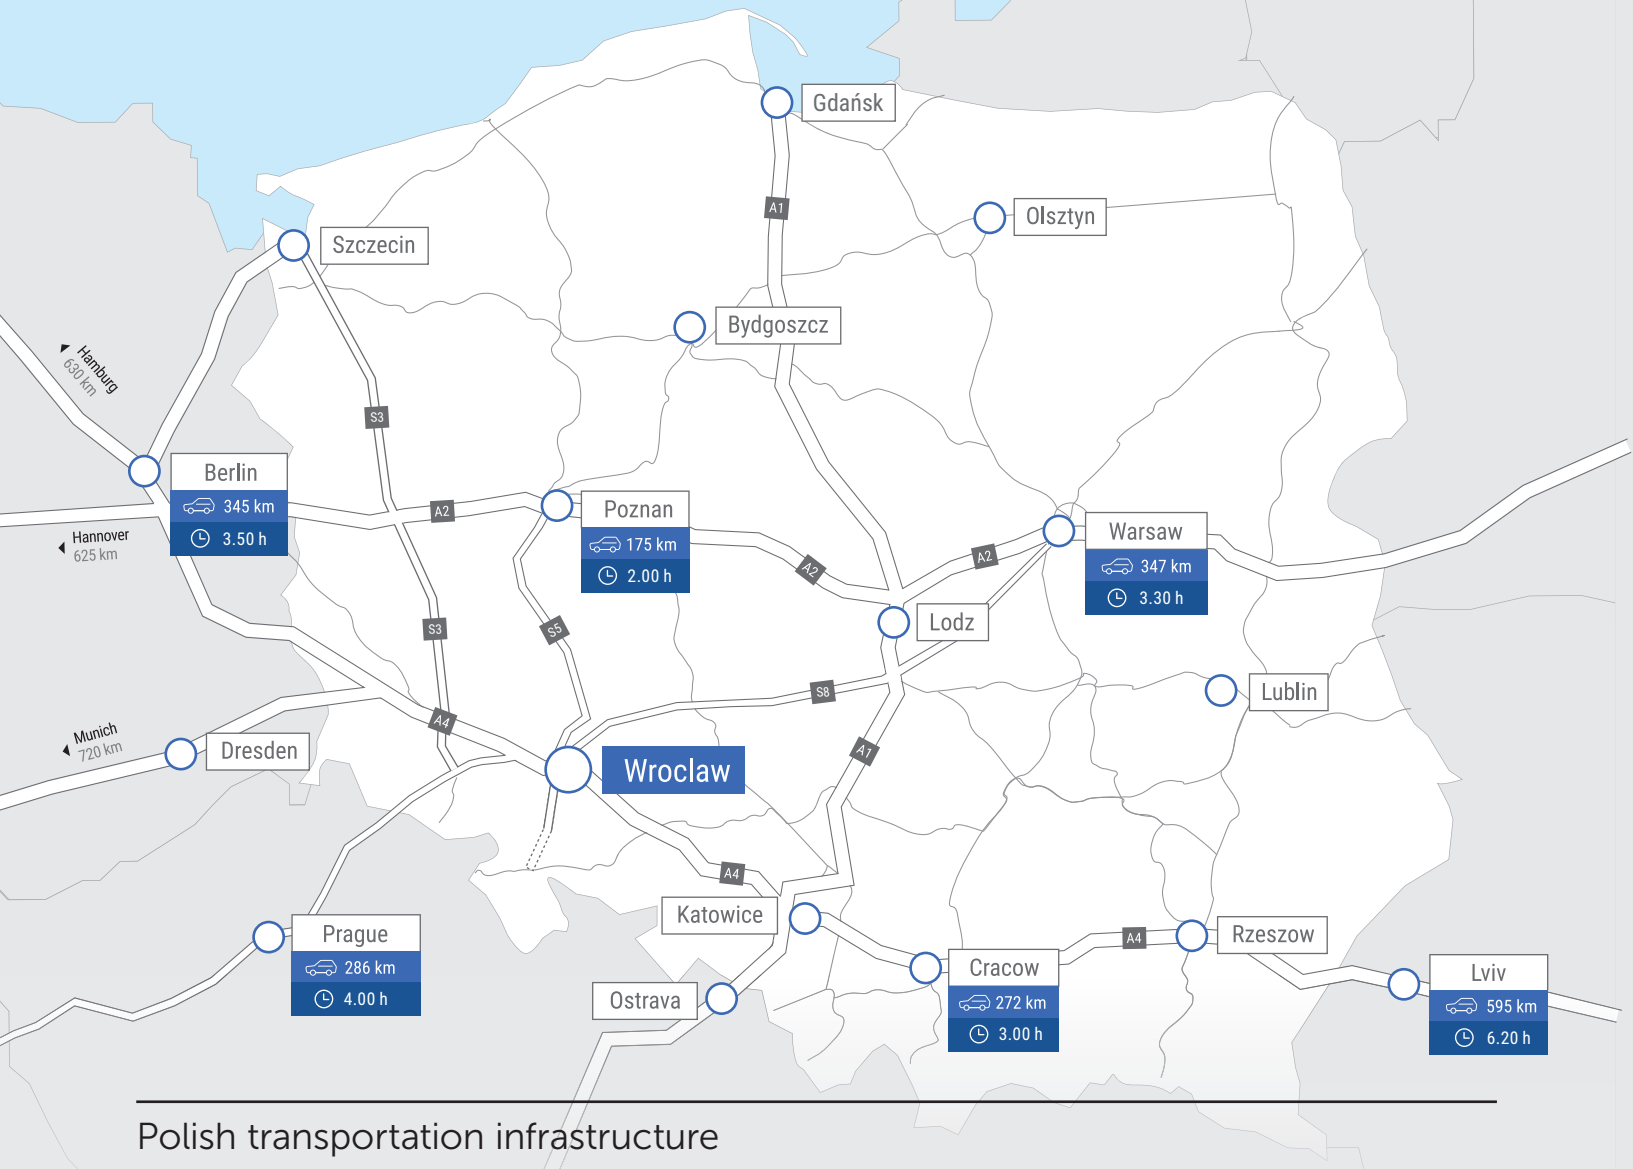 Gdańsk
A1
Olsztyn
Szczecin
Bydgoszcz
Hamburg
630 km
S3
Berlin
345 km
3.50 h
A2
Poznan
175 km
2.00 h
A2
A2
Warsaw
347 km
3.30 h
Hannover
625 km
S3
S5
Lodz
S8
Lublin
Munich
720 km
Dresden
A4
Wroclaw
A1
A4
Katowice
Prague
286 km
4.00 h
Cracow
272 km
3.00 h
A4
Rzeszow
Ostrava
Lviv
595 km
6.20 h
Polish transportation infrastructure